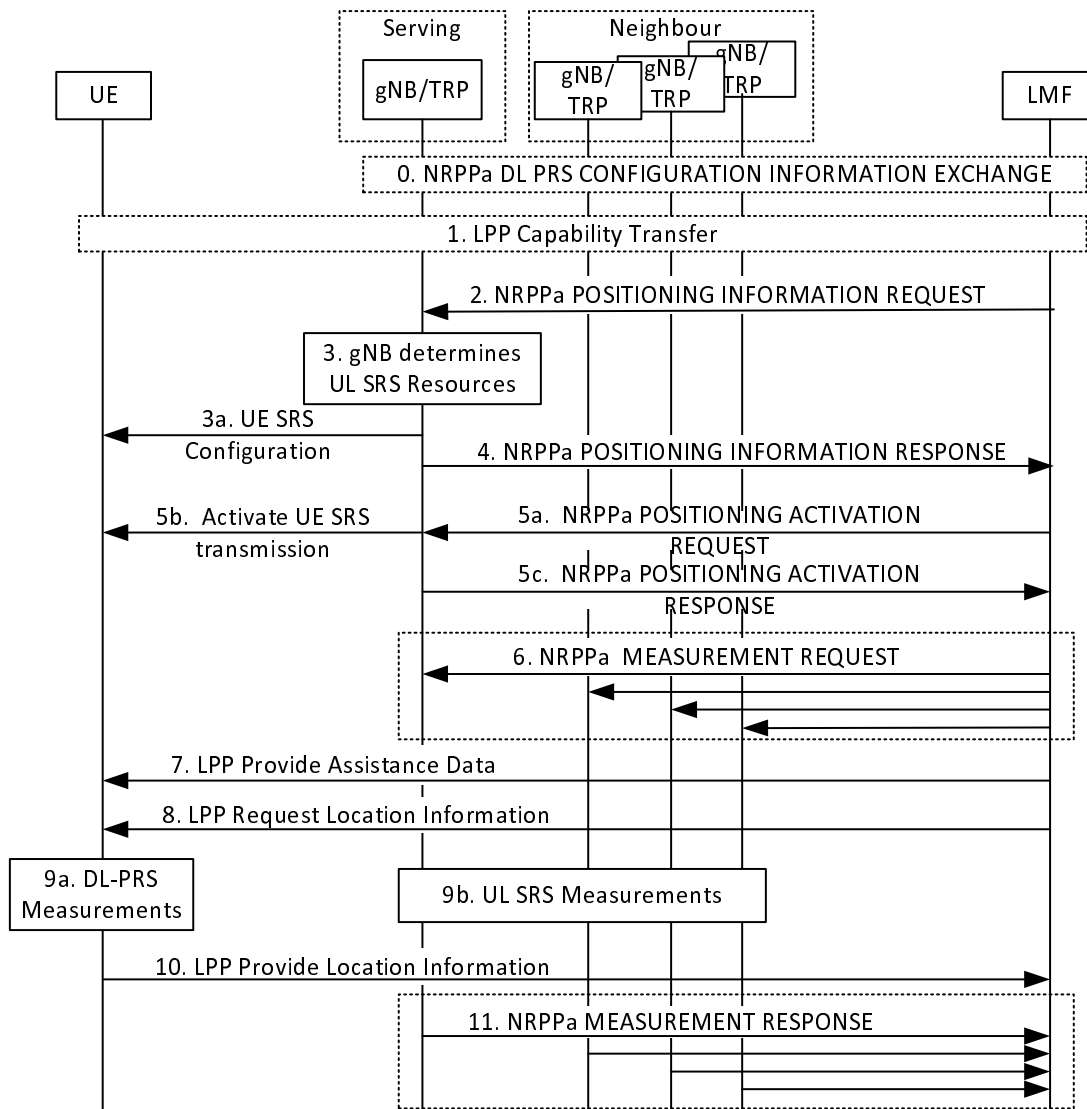 Serving
Neighbour
UE
gNB/TRP
gNB/
TRP
gNB/
TRP
gNB/
TRP
LMF
0. NRPPa DL PRS CONFIGURATION INFORMATION EXCHANGE
1. LPP Capability Transfer
2. NRPPa POSITIONING INFORMATION REQUEST
3. gNB determines
UL SRS Resources
3a. UE SRS
Configuration
4. NRPPa POSITIONING INFORMATION RESPONSE
5b. Activate UE SRS
transmission
5a. NRPPa POSITIONING ACTIVATION
REQUEST
5c. NRPPa POSITIONING ACTIVATION
RESPONSE
6. NRPPa MEASUREMENT REQUEST
7. LPP Provide Assistance Data
8. LPP Request Location Information
9a. DL-PRS
Measurements
9b. UL SRS Measurements
10. LPP Provide Location Information
11. NRPPa MEASUREMENT RESPONSE